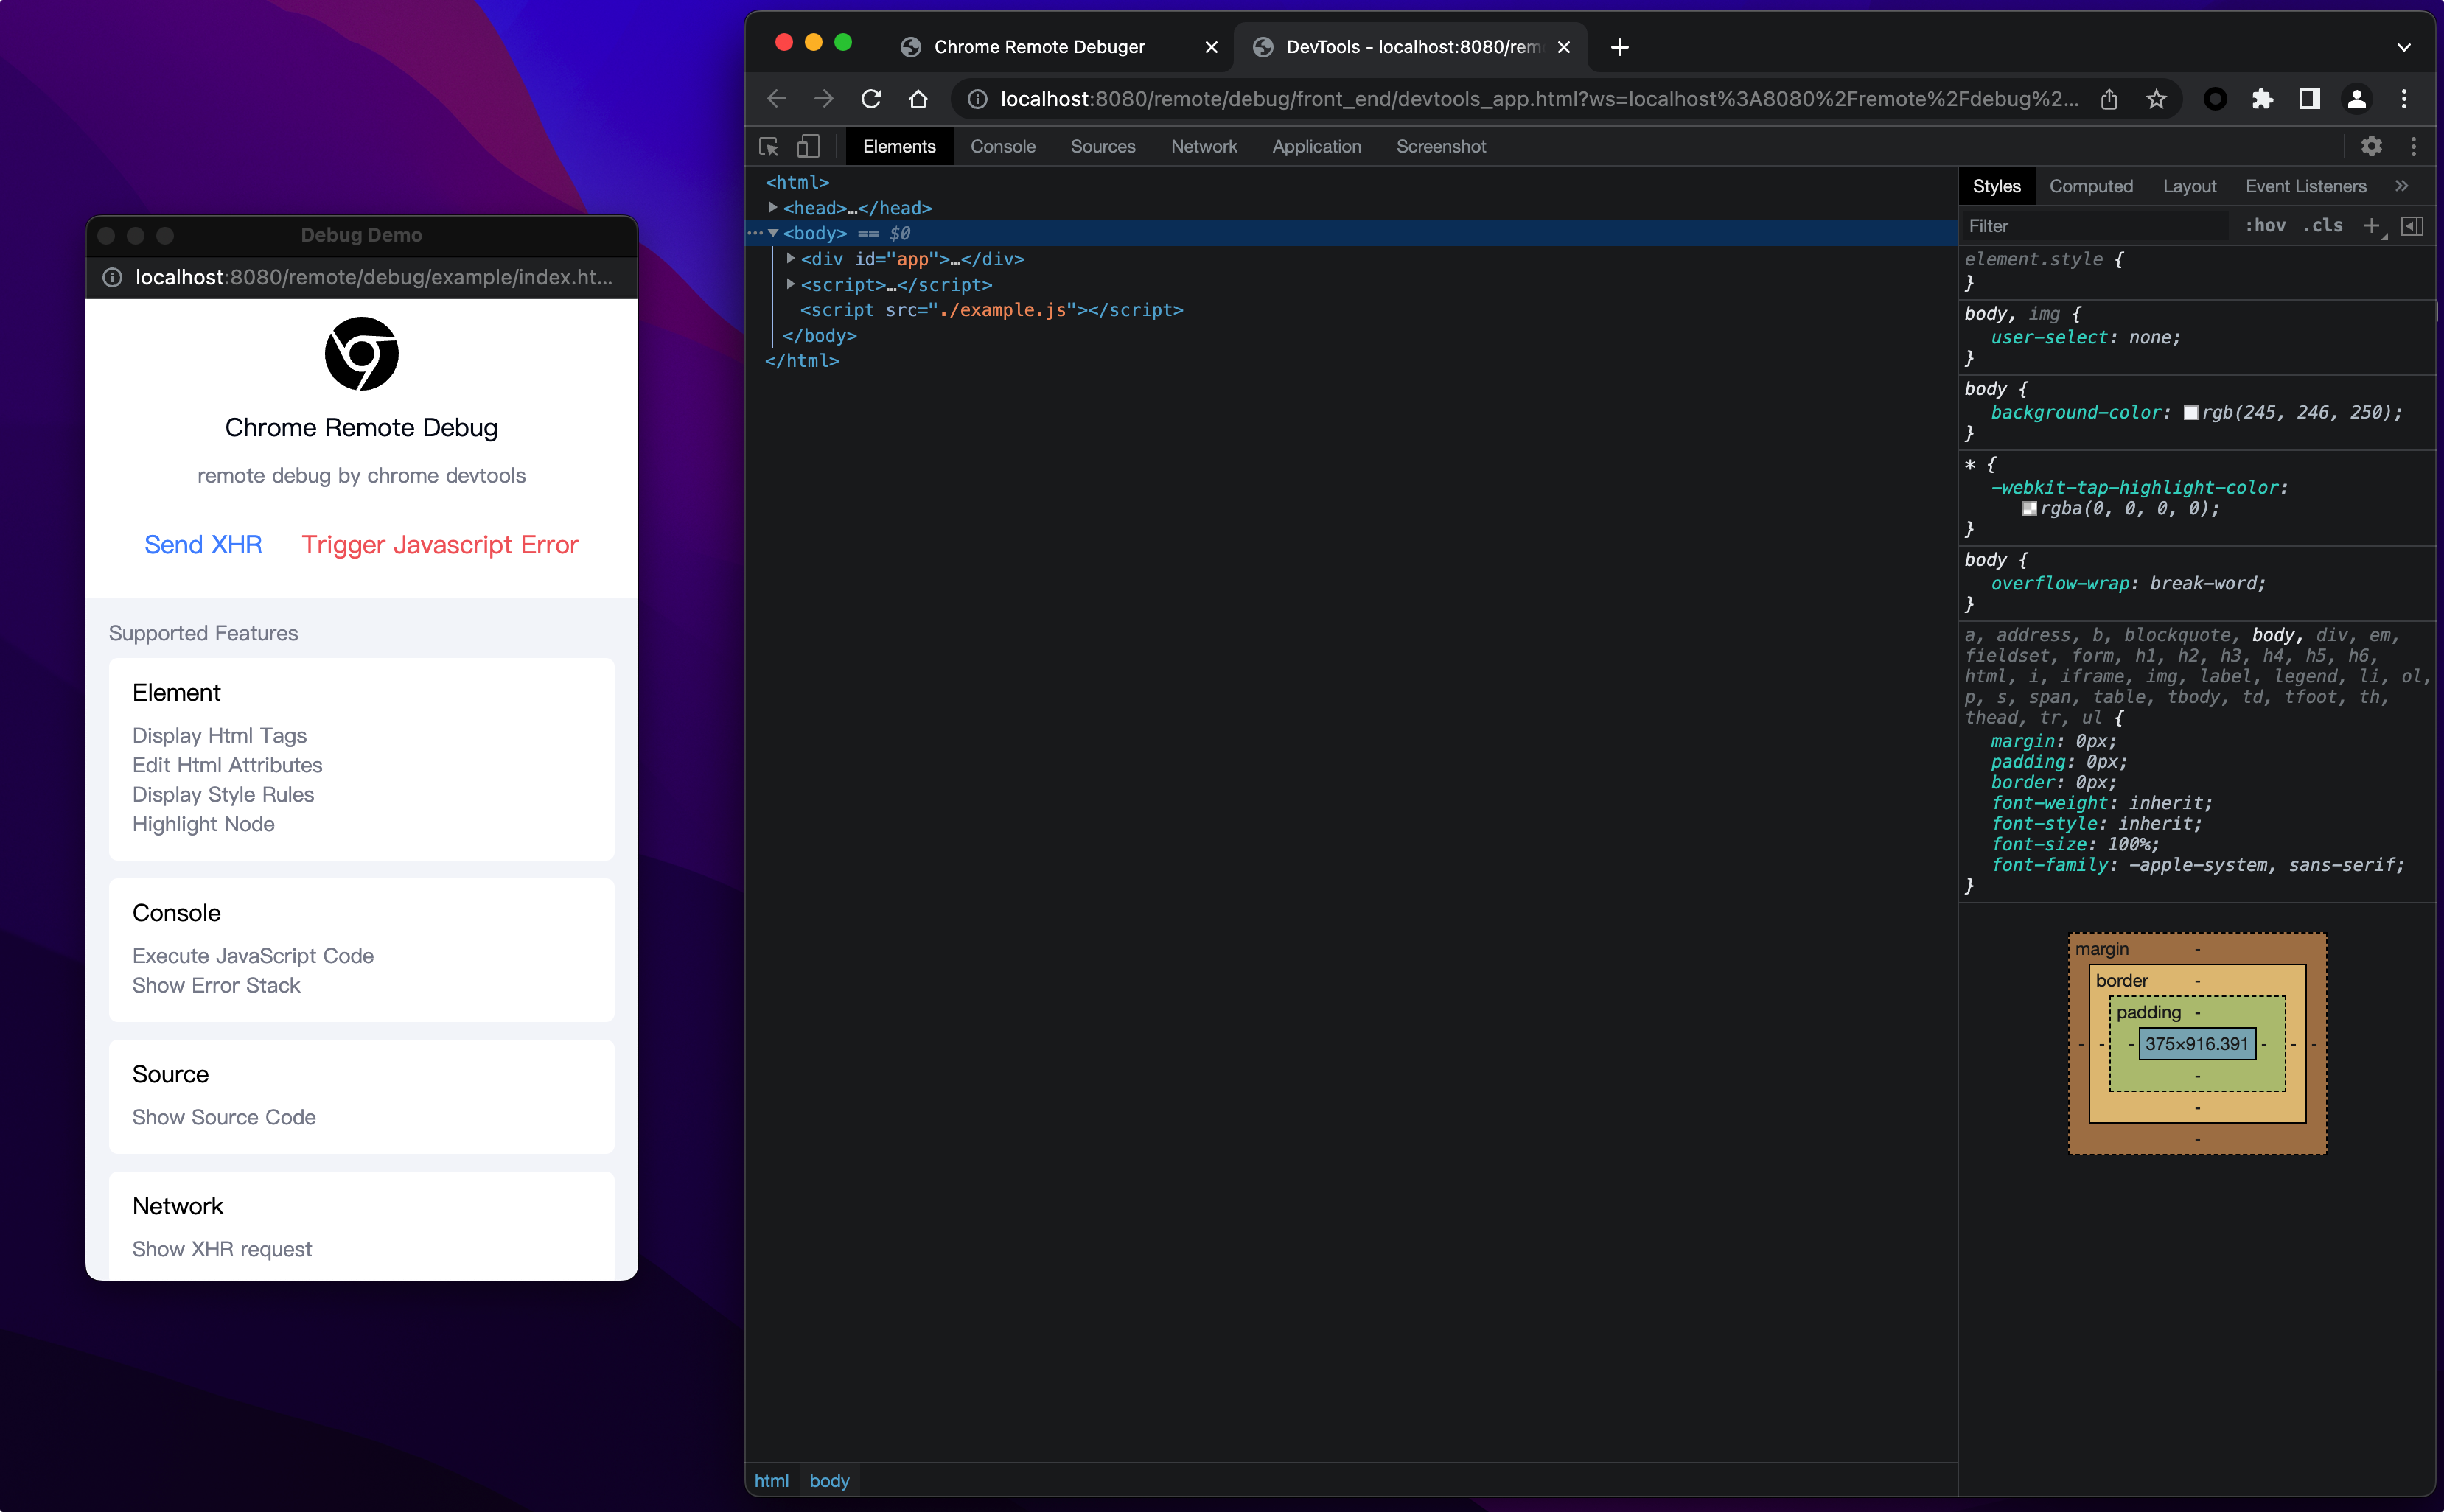 Debug Demo
localhost:8080/remote/debug/example/index.ht...
Chrome Remote Debug
remote debug by chrome devtools
Send XHR Trigger Javascript Error
Supported Features
Element
Display Html Tags
Edit Html Attributes
Display Style Rules
Highlight Node
Console
Execute JavaScript Code
Show Error Stack
Source
Show Source Code
Network
Show XHR request
Chrome Remote Debuger DevTools - localhost:8080/rem
localhost:8080/remote/debug/front_end/devtools_app.html?ws=localhost%3A8080%2Fremote%2Fdebug%2...
Elements Console Sources Network Application Screenshot
<html>
<head>…</head>
<body> == $0
<div id="app">…</div>
<script>…</script>
<script src="./example.js"></script>
</body>
</html>
html body
Styles Computed Layout Event Listeners
Filter :hov .cls
element.style {
}
body, img {
user-select: none;
}
body {
background-color: rgb(245, 246, 250);
}
* {
-webkit-tap-highlight-color:
rgba(0, 0, 0, 0);
}
body {
overflow-wrap: break-word;
}
a, address, b, blockquote, body, div, em,
fieldset, form, h1, h2, h3, h4, h5, h6,
html, i, iframe, img, label, legend, li, ol,
p, s, span, table, tbody, td, tfoot, th,
thead, tr, ul {
margin: 0px;
padding: 0px;
border: 0px;
font-weight: inherit;
font-style: inherit;
font-size: 100%;
font-family: -apple-system, sans-serif;
}
margin -
border -
padding -
- - - 375×916.391 - - -
-
-
-